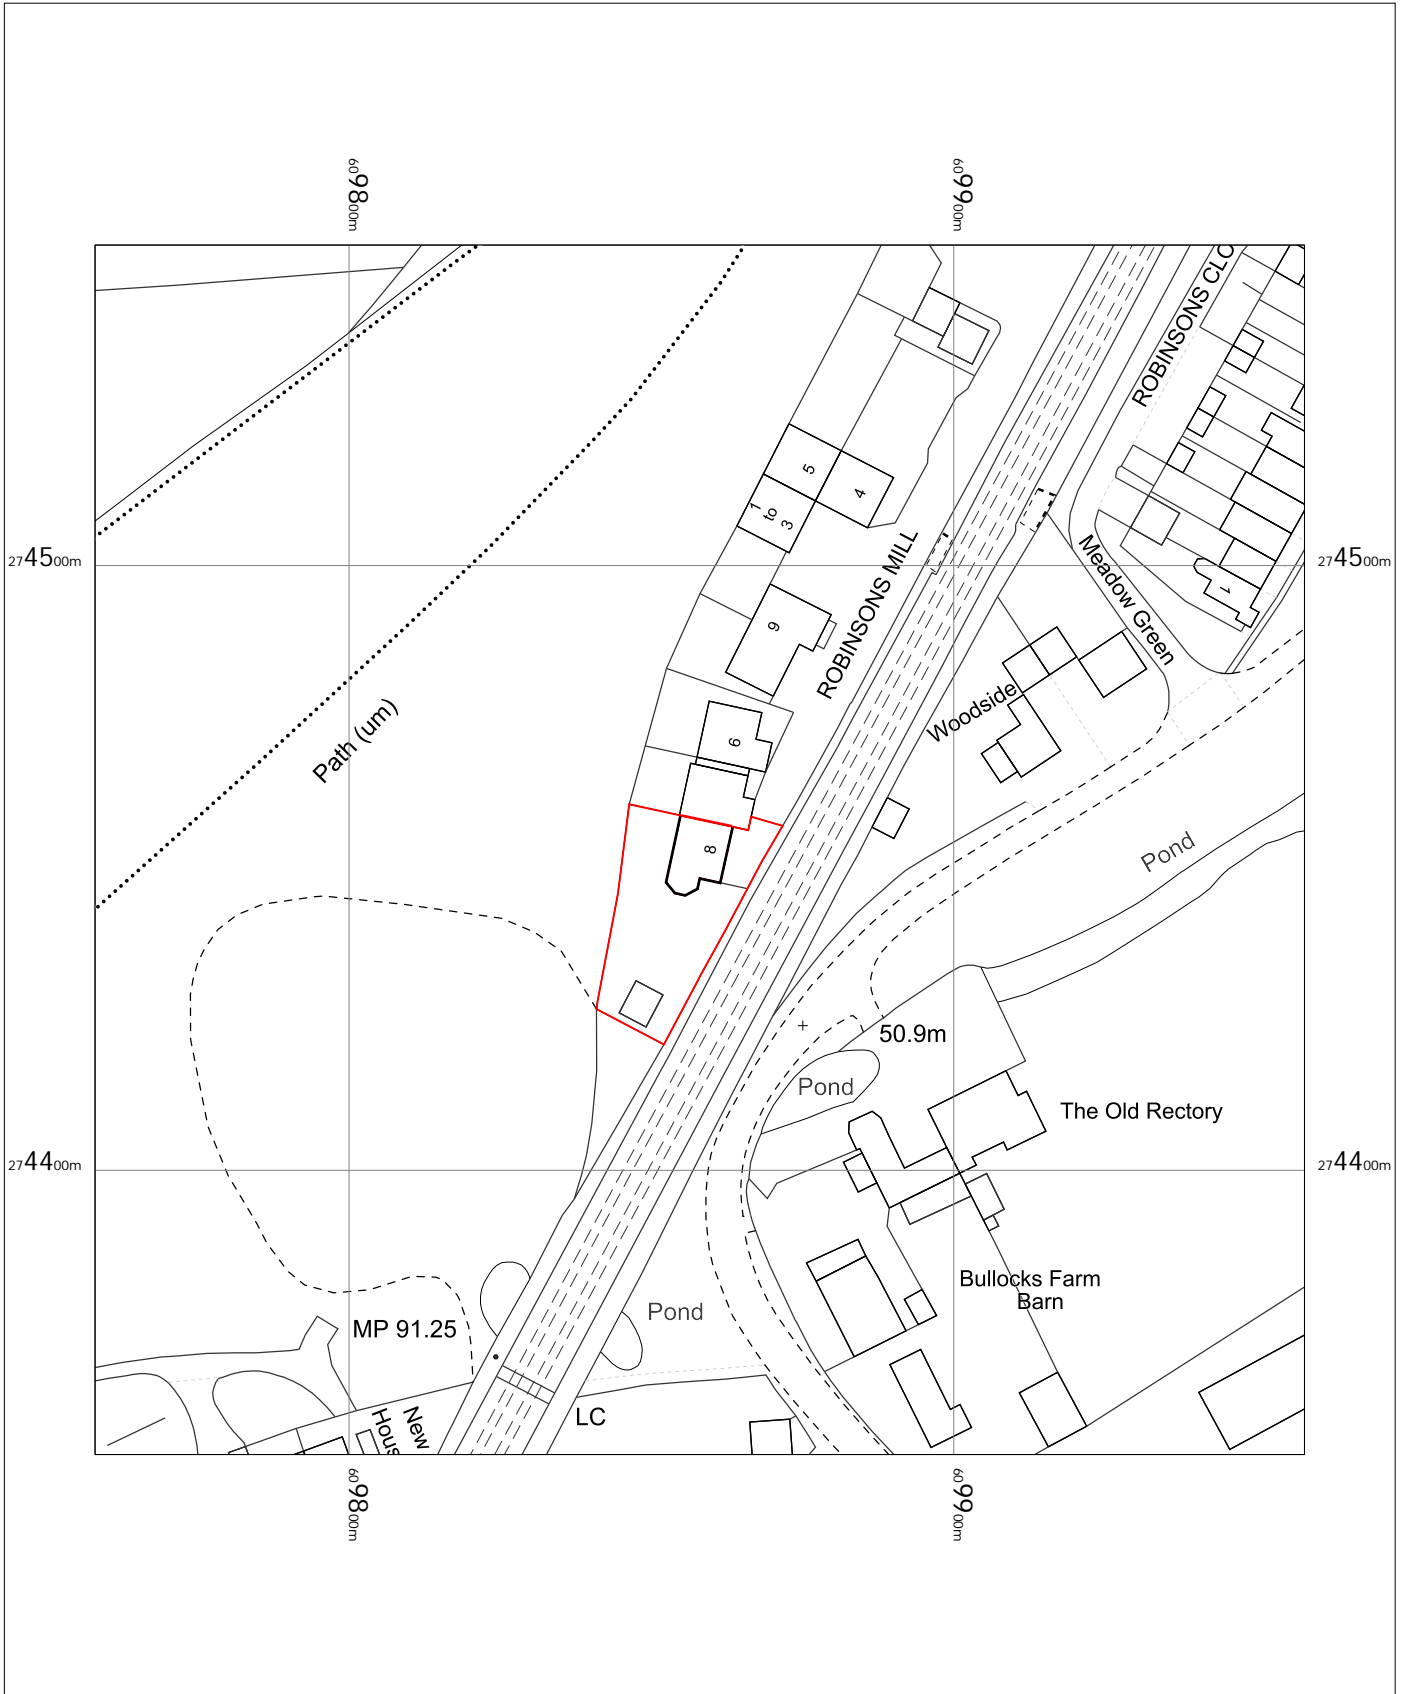 609800m
609900m
ROBINSONS CLO
5
4
1
to
3
274500m
274500m
ROBINSONS MILL
Meadow Green
1
9
Woodside
6
Path (um)
8
Pond
50.9m
Pond
The Old Rectory
274400m
274400m
Bullocks Farm
Barn
Pond
MP 91.25
LC
New
Hous
609800m
609900m